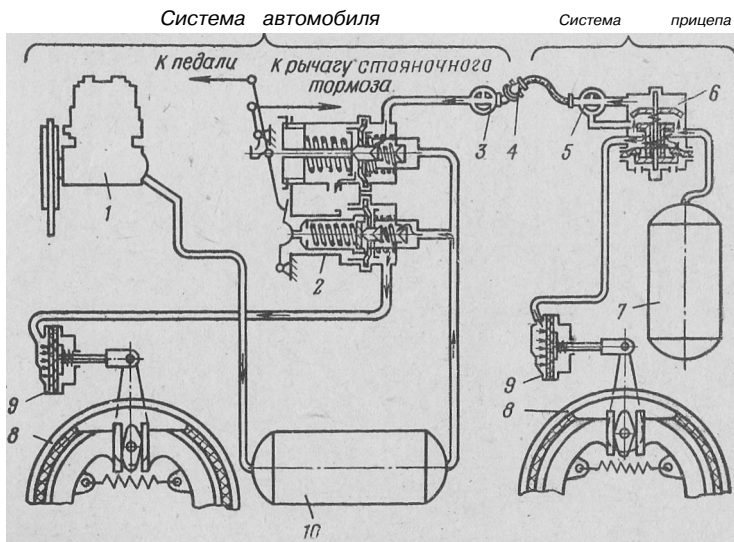 Система автомобиля
Система прицепа
К педали
К рычагу стояночного
тормоза
1
2
3
4
5
6
7
8
9
10
8
9